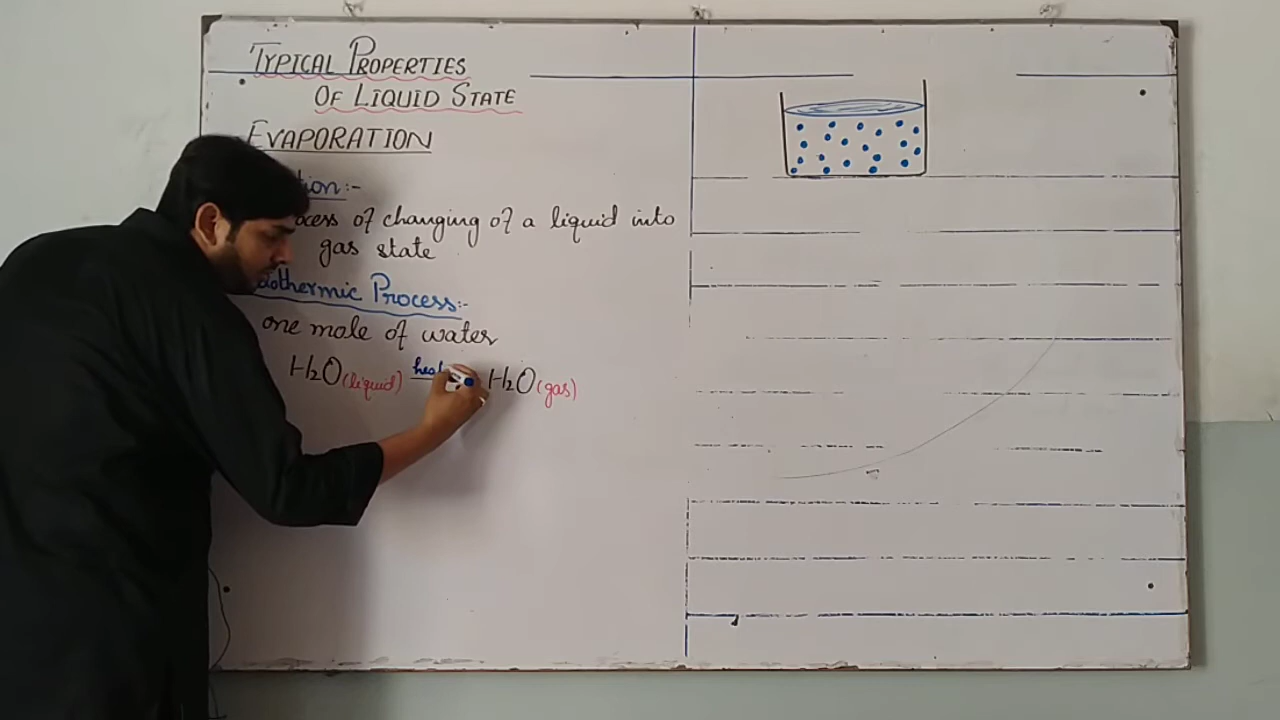 TYPICAL PROPERTIES
OF LIQUID STATE
EVAPORATION
of changing of a liquid into
gas state
Process:-
one mole of water
H2O(liquid) H2O(gas)